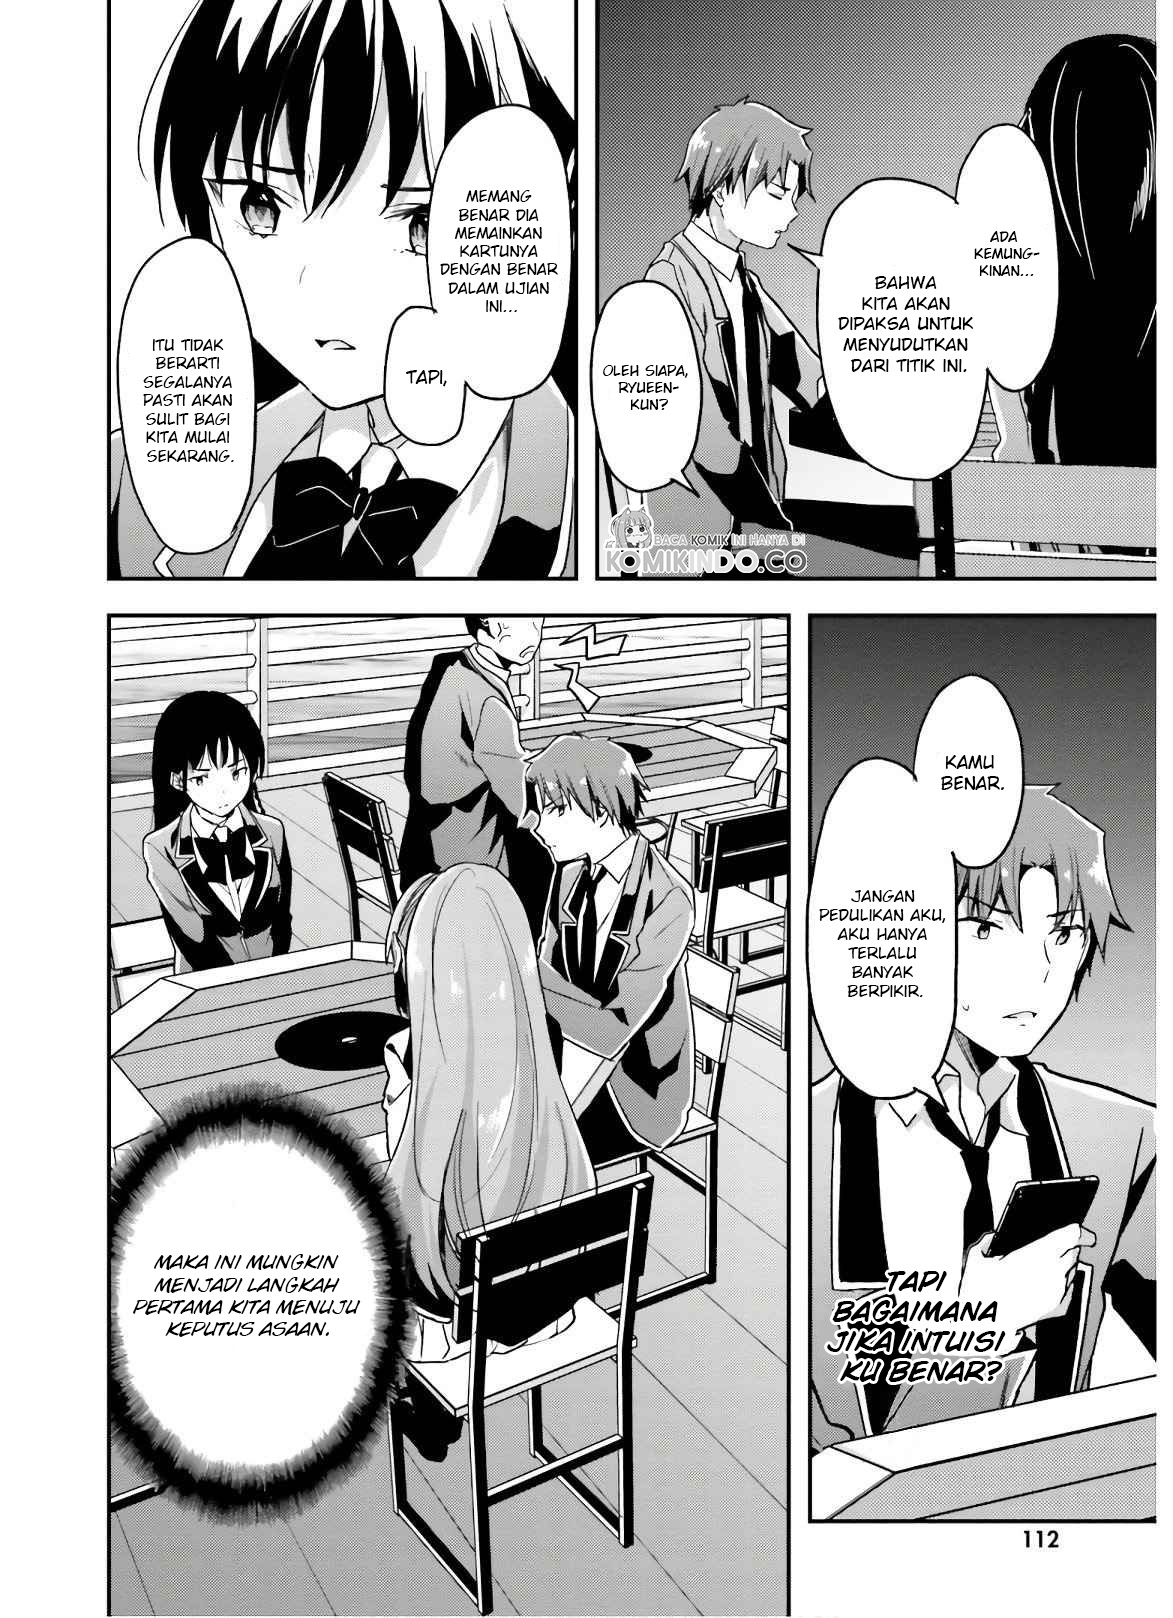 ADA
KEMUNG-
KINAN...
BAHWA
KITA AKAN
DIPAKSA UNTUK
MENYUDUTKAN
DARI TITIK INI.
OLEH SIAPA,
RYUEEN-
KUN?
MEMANG
BENAR DIA
MEMAINKAN
KARTUNYA
DENGAN BENAR
DALAM UJIAN
INI...
TAPI,
ITU TIDAK
BERARTI
SEGALANYA
PASTI AKAN
SULIT BAGI
KITA MULAI
SEKARANG.
BACA KOMIK INI HANYA DI
KOMIKINDO.CO
KAMU
BENAR.
JANGAN
PEDULIKAN AKU,
AKU HANYA
TERLALU
BANYAK
BERPIKIR.
TAPI
BAGAIMANA
JIKA INTUISI
KU BENAR?
MAKA INI MUNGKIN
MENJADI LANGKAH
PERTAMA KITA MENUJU
KEPUTUS ASAAN.
112